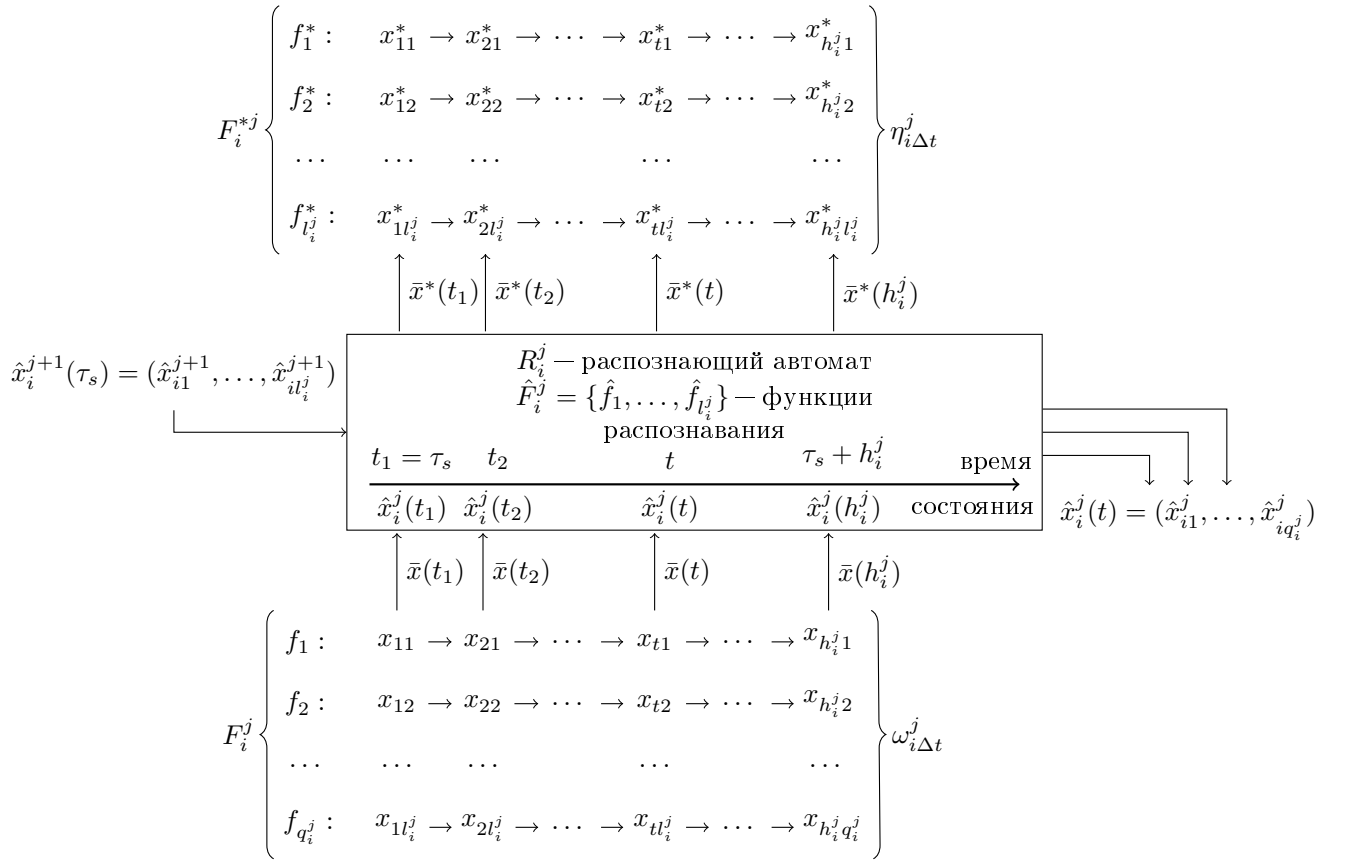 f_1^* : x_{11}^* → x_{21}^* → ⋯ → x_{t1}^* → ⋯ → x_{h_i^j 1}^*
f_2^* : x_{12}^* → x_{22}^* → ⋯ → x_{t2}^* → ⋯ → x_{h_i^j 2}^*
F_i^{*j} η_{iΔt}^j
⋯ ⋯ ⋯ ⋯ ⋯
f_{l_i^j}^* : x_{1l_i^j}^* → x_{2l_i^j}^* → ⋯ → x_{tl_i^j}^* → ⋯ → x_{h_i^j l_i^j}^*
x̄^*(t_1) x̄^*(t_2) x̄^*(t) x̄^*(h_i^j)
x̂_i^{j+1}(τ_s) = (x̂_{i1}^{j+1}, …, x̂_{il_i^j}^{j+1})
R_i^j — распознающий автомат
F̂_i^j = {f̂_1, …, f̂_{l_i^j}} — функции
распознавания
t_1 = τ_s t_2 t τ_s + h_i^j время
x̂_i^j(t_1) x̂_i^j(t_2) x̂_i^j(t) x̂_i^j(h_i^j) состояния
x̂_i^j(t) = (x̂_{i1}^j, …, x̂_{iq_i^j}^j)
x̄(t_1) x̄(t_2) x̄(t) x̄(h_i^j)
f_1 : x_{11} → x_{21} → ⋯ → x_{t1} → ⋯ → x_{h_i^j 1}
f_2 : x_{12} → x_{22} → ⋯ → x_{t2} → ⋯ → x_{h_i^j 2}
F_i^j ω_{iΔt}^j
⋯ ⋯ ⋯ ⋯ ⋯
f_{q_i^j} : x_{1l_i^j} → x_{2l_i^j} → ⋯ → x_{tl_i^j} → ⋯ → x_{h_i^j q_i^j}